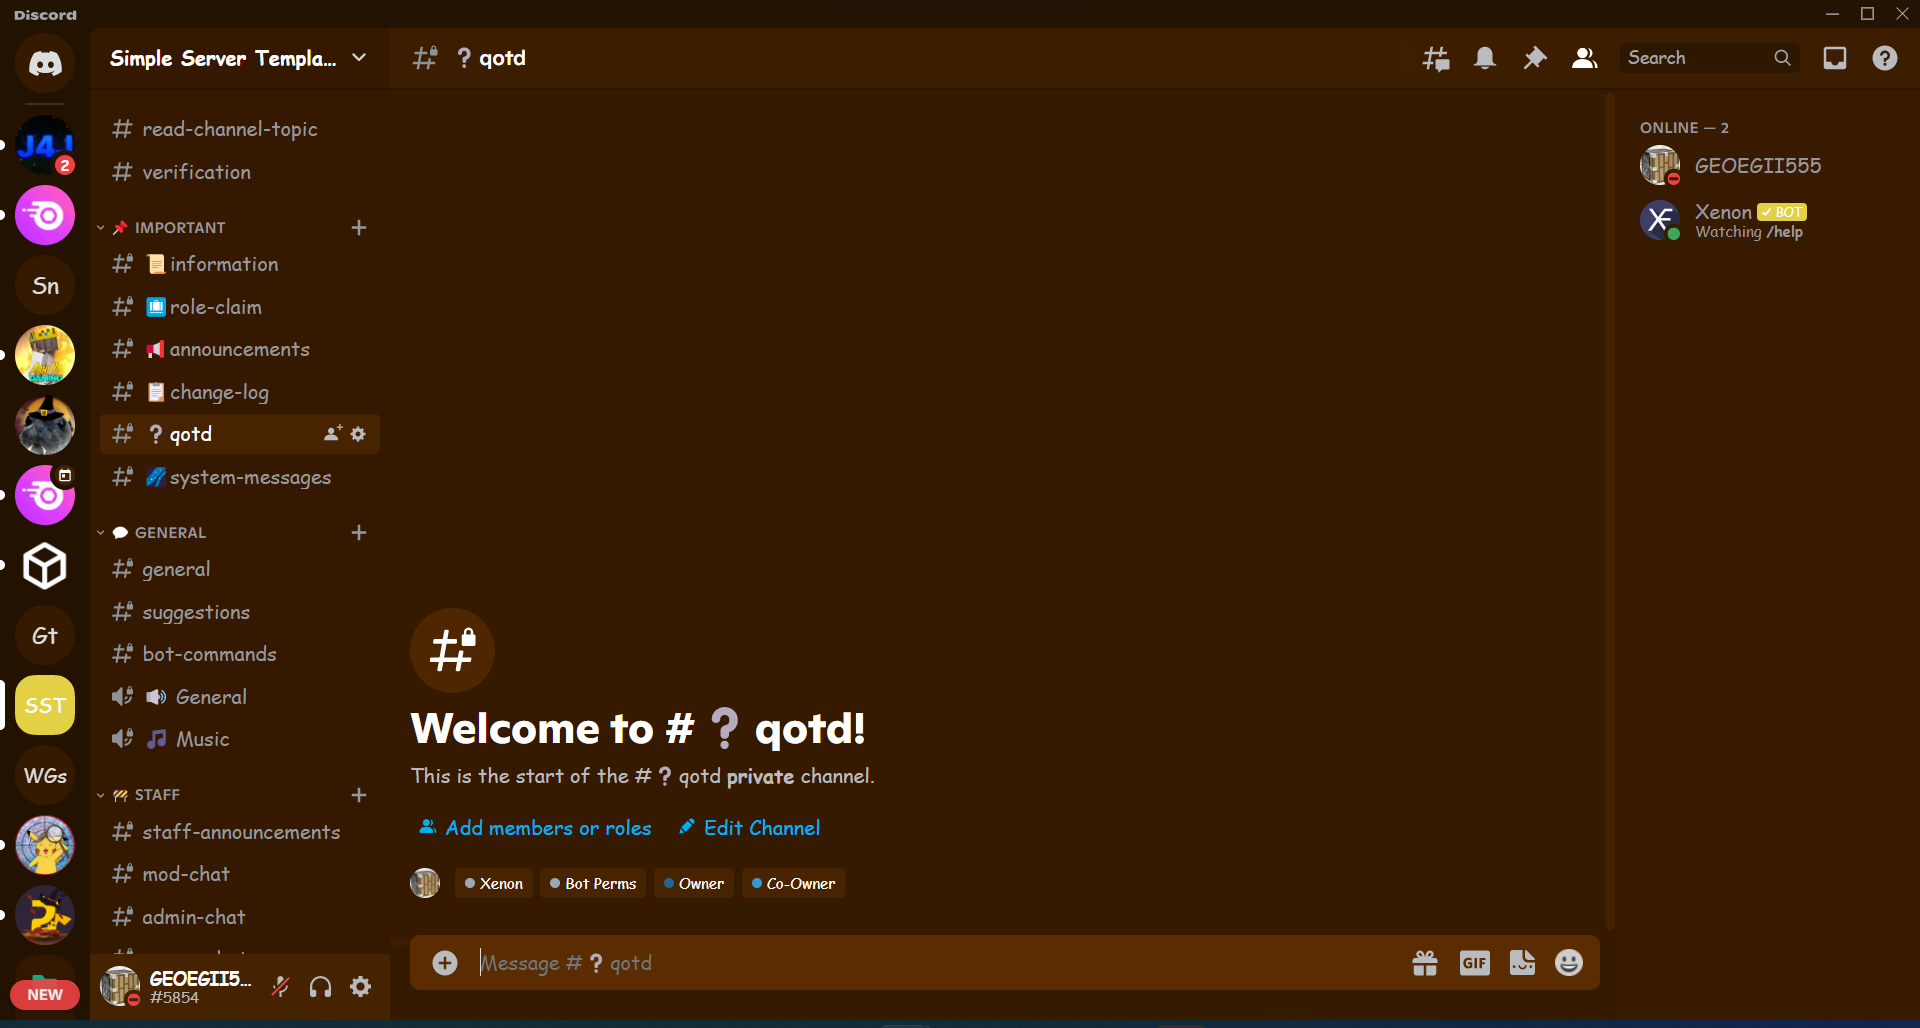 Discord
J4J
2
Sn
Gt
SST
WGs
NEW
Simple Server Templa...
read-channel-topic
verification
IMPORTANT
information
role-claim
announcements
change-log
qotd
system-messages
GENERAL
general
suggestions
bot-commands
General
Music
STAFF
staff-announcements
mod-chat
admin-chat
GEOEGII5...
#5854
❓ qotd
Search
Welcome to # ❓ qotd!
This is the start of the # ❓ qotd private channel.
Add members or roles
Edit Channel
Xenon
Bot Perms
Owner
Co-Owner
Message # ❓ qotd
GIF
ONLINE — 2
GEOEGII555
Xenon ✓ BOT
Watching /help